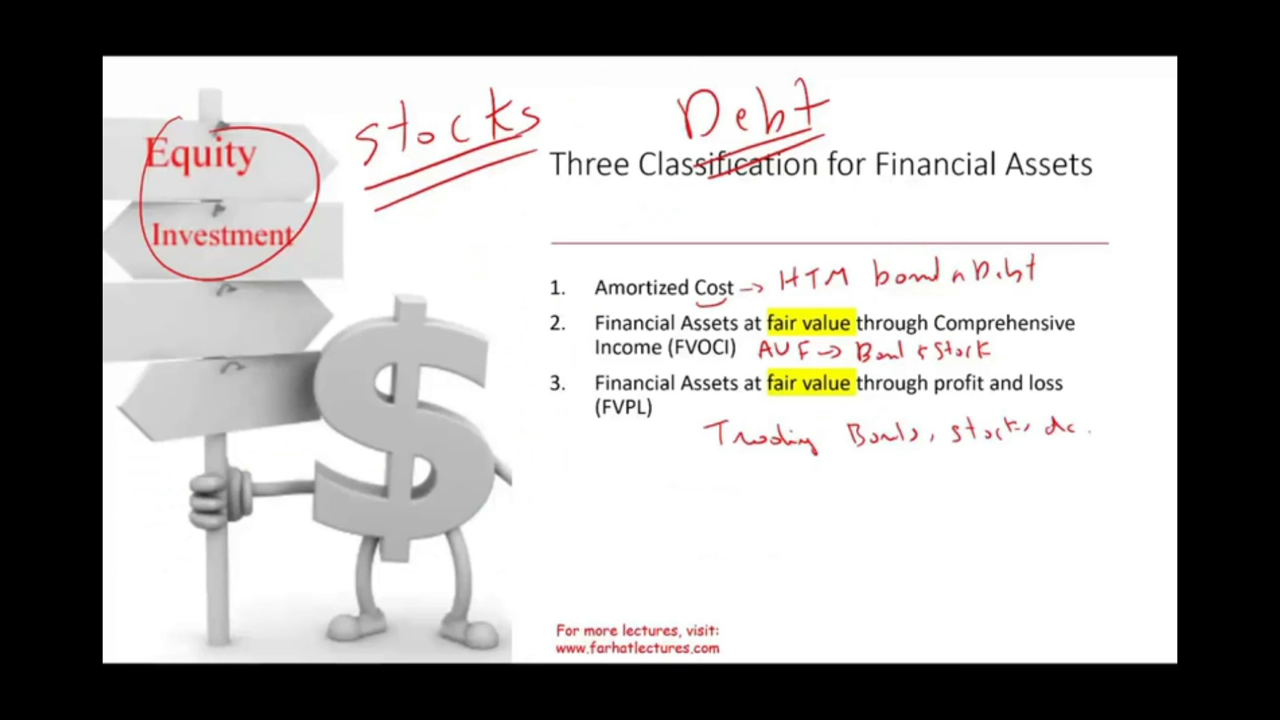 Equity
Investment
stocks
Debt
Three Classification for Financial Assets
1. Amortized Cost -> HTM bond Debt
2. Financial Assets at fair value through Comprehensive
Income (FVOCI) -> Bond & Stock
3. Financial Assets at fair value through profit and loss
(FVPL)
Trading Bonds, stocks,
For more lectures, visit:
www.farhatlectures.com